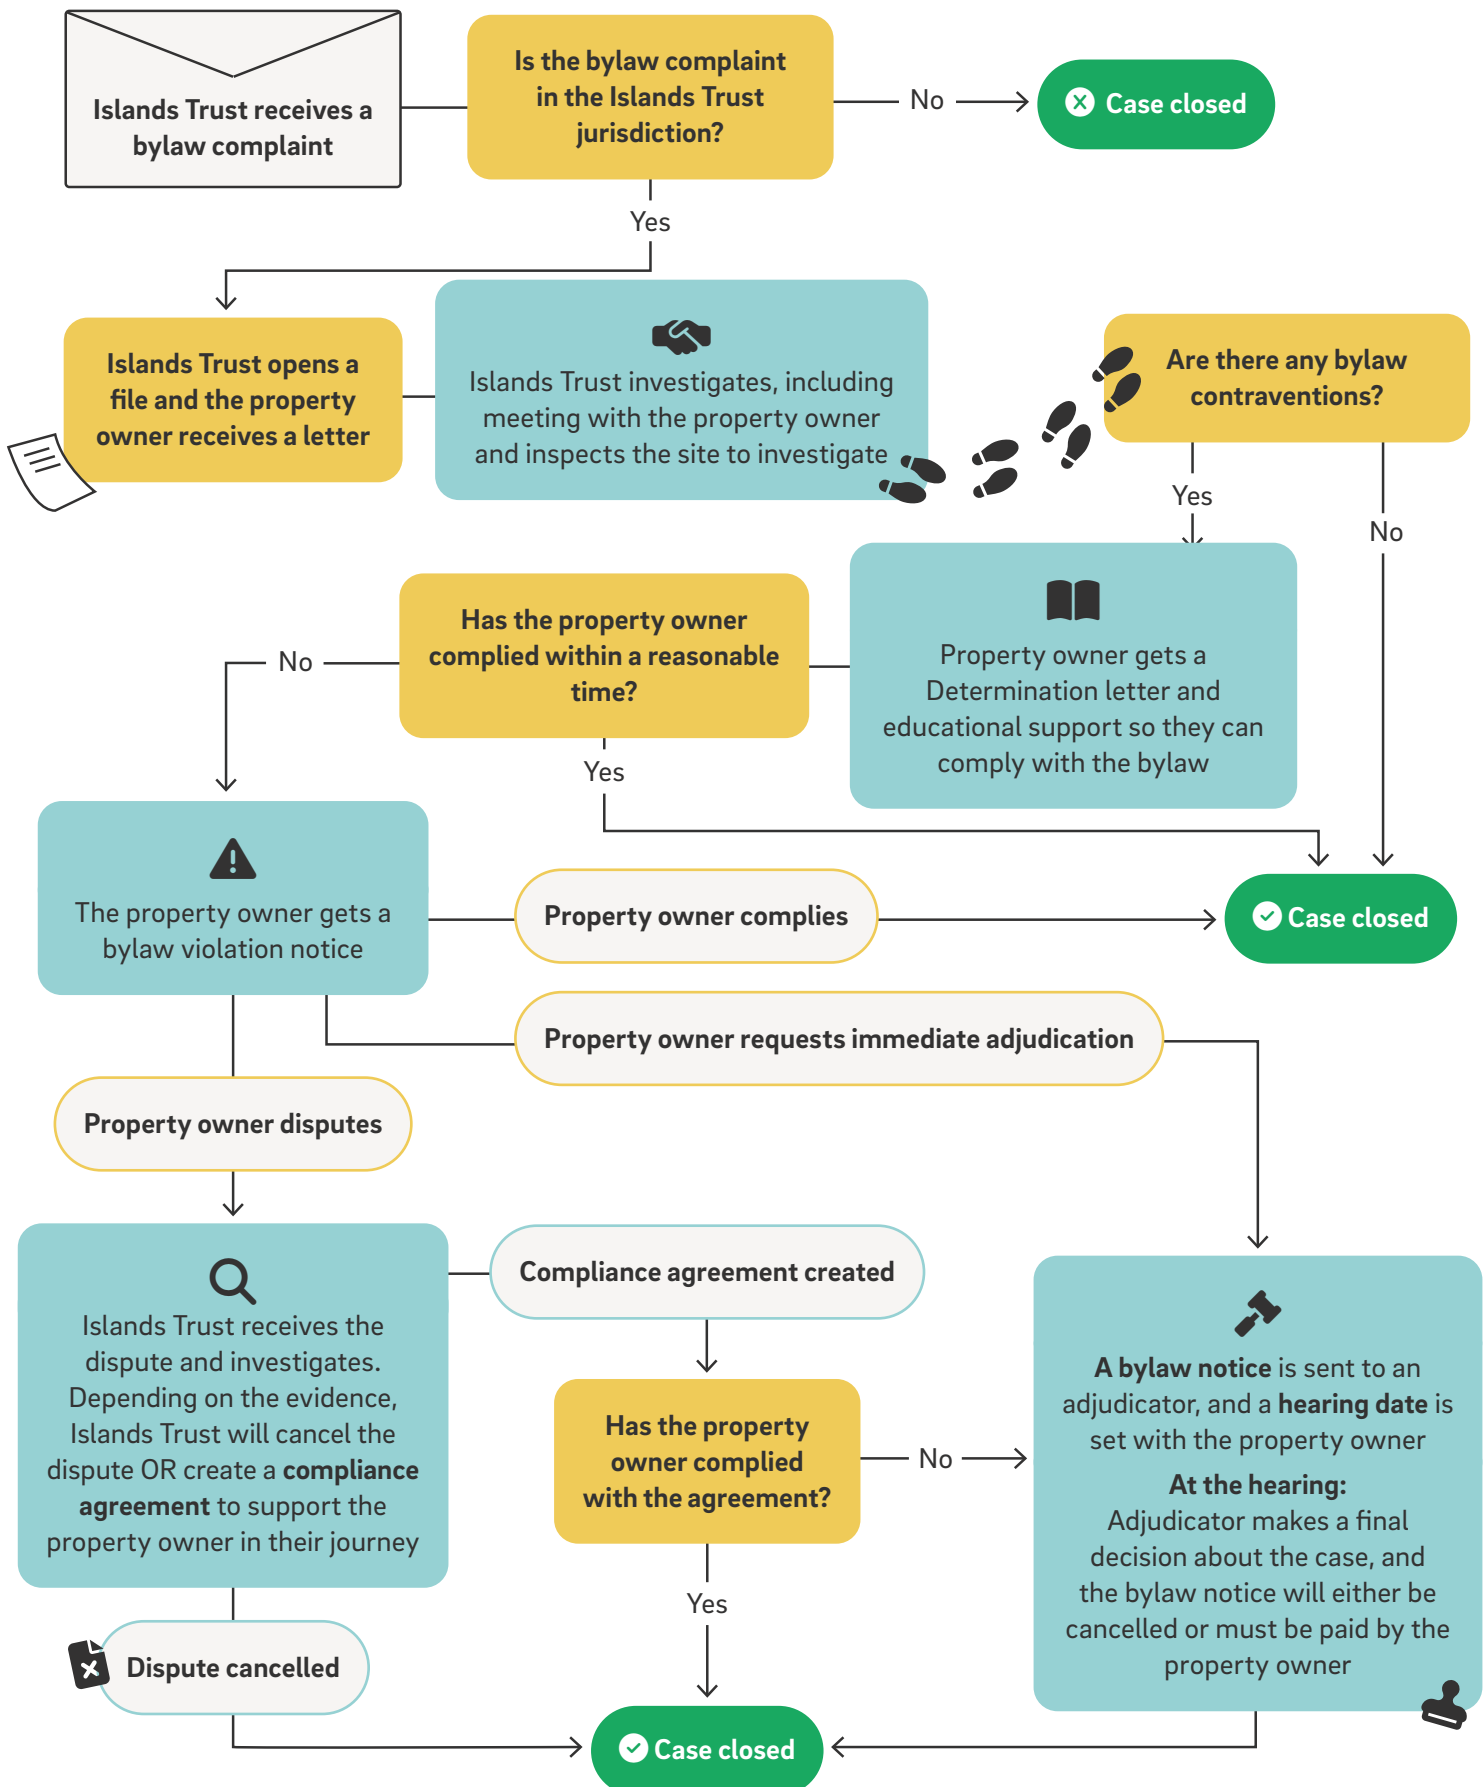 Islands Trust receives a
bylaw complaint
Is the bylaw complaint
in the Islands Trust
jurisdiction?
No
Case closed
Yes
Islands Trust opens a
file and the property
owner receives a letter
Islands Trust investigates, including
meeting with the property owner
and inspects the site to investigate
Are there any bylaw
contraventions?
Yes
No
Property owner gets a
Determination letter and
educational support so they can
comply with the bylaw
Has the property owner
complied within a reasonable
time?
No
Yes
The property owner gets a
bylaw violation notice
Property owner complies
Case closed
Property owner requests immediate adjudication
Property owner disputes
Islands Trust receives the
dispute and investigates.
Depending on the evidence,
Islands Trust will cancel the
dispute OR create a compliance
agreement to support the
property owner in their journey
Compliance agreement created
Has the property
owner complied
with the agreement?
No
Yes
A bylaw notice is sent to an
adjudicator, and a hearing date is
set with the property owner
At the hearing:
Adjudicator makes a final
decision about the case, and
the bylaw notice will either be
cancelled or must be paid by the
property owner
Dispute cancelled
Case closed